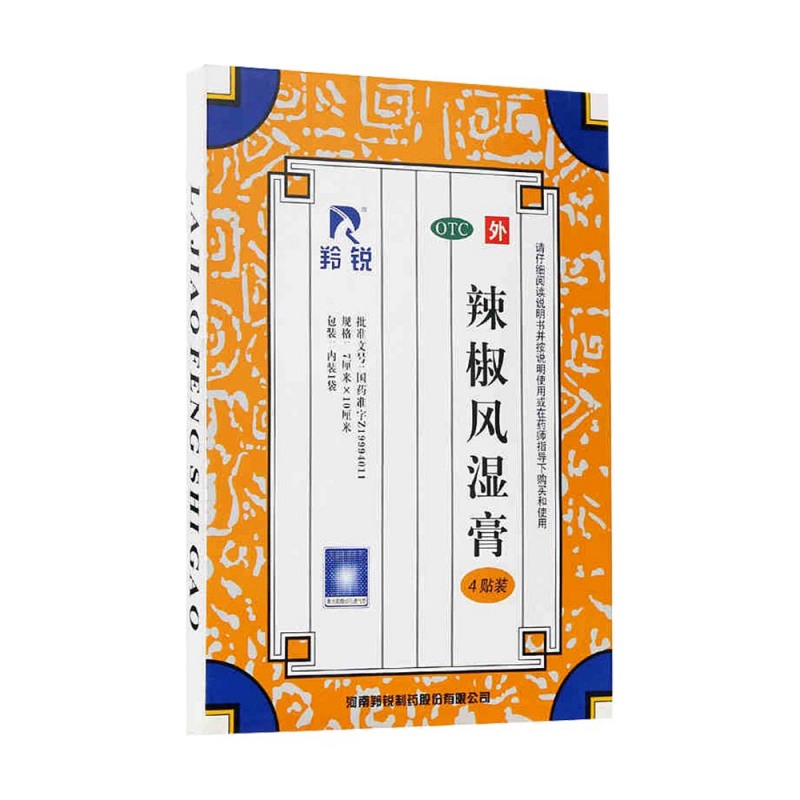 LAJIAO FENG SHI GAO
羚锐
OTC
外
请仔细阅读说明书并按说明使用或在药师指导下购买和使用
辣椒风湿膏
4贴装
批准文号：国药准字Z19994011
规格：7厘米×10厘米
包装：内装1袋
河南羚锐制药股份有限公司